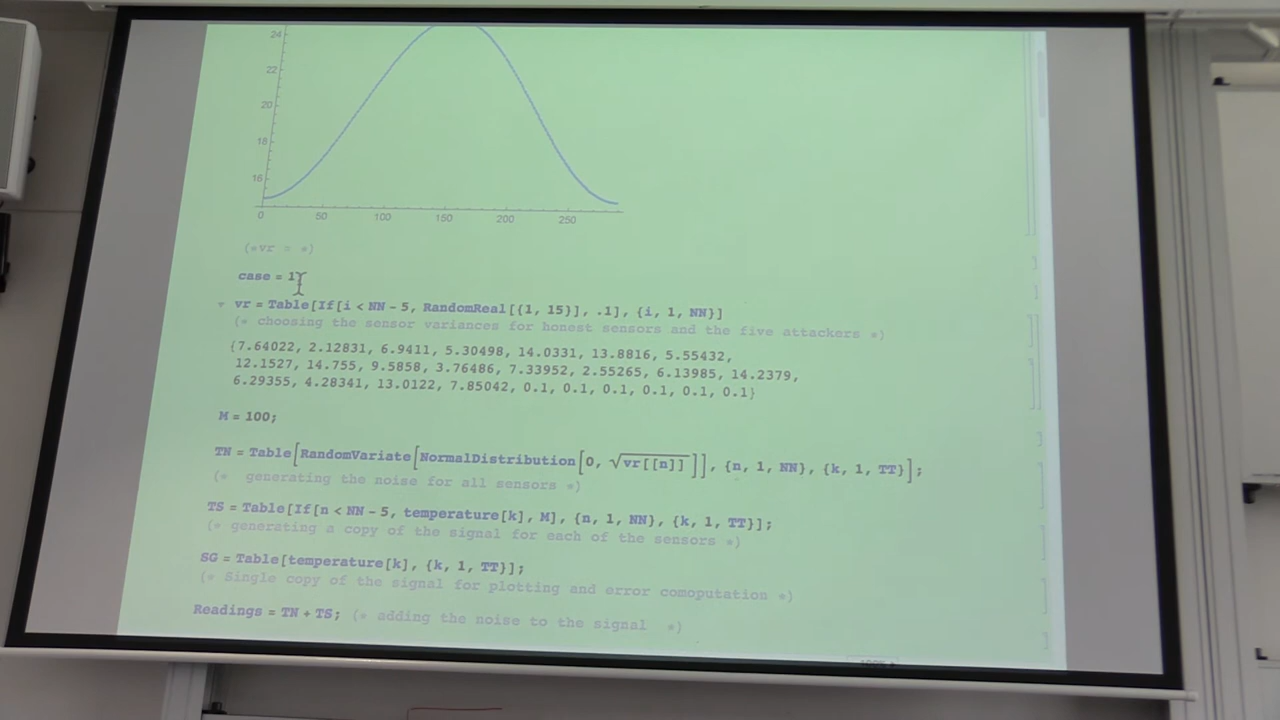 24
22
20
18
16
0 50 100 150 200 250
(*vr = *)
case = 1
vr = Table[If[i < NN - 5, RandomReal[{1, 15}], .1], {i, 1, NN}]
(* choosing the sensor variances for honest sensors and the five attackers *)
{7.64022, 2.12831, 6.9411, 5.30498, 14.0331, 13.8816, 5.55432,
12.1527, 14.755, 9.5858, 3.76486, 7.33952, 2.55265, 6.13985, 14.2379,
6.29355, 4.28341, 13.0122, 7.85042, 0.1, 0.1, 0.1, 0.1, 0.1, 0.1}
M = 100;
TN = Table[RandomVariate[NormalDistribution[0, √vr[[n]]]], {n, 1, NN}, {k, 1, TT}];
(* generating the noise for all sensors *)
TS = Table[If[n < NN - 5, temperature[k], M], {n, 1, NN}, {k, 1, TT}];
(* generating a copy of the signal for each of the sensors *)
SG = Table[temperature[k], {k, 1, TT}];
(* Single copy of the signal for plotting and error comoputation *)
Readings = TN + TS; (* adding the noise to the signal *)